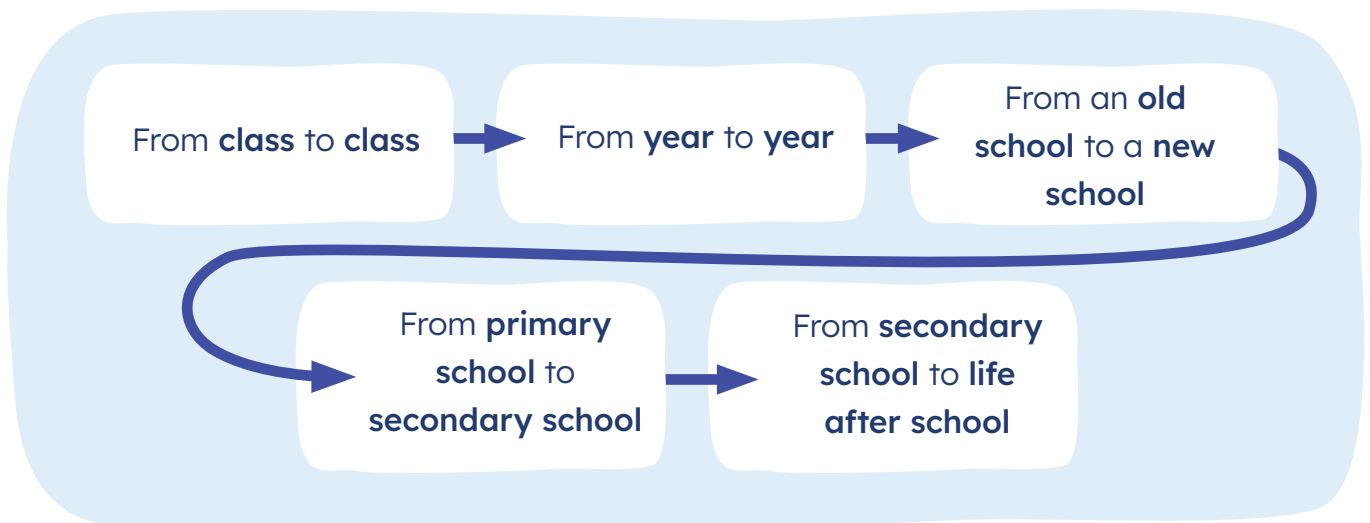 From class to class
From year to year
From an old
school to a new
school
From primary
school to
secondary school
From secondary
school to life
after school